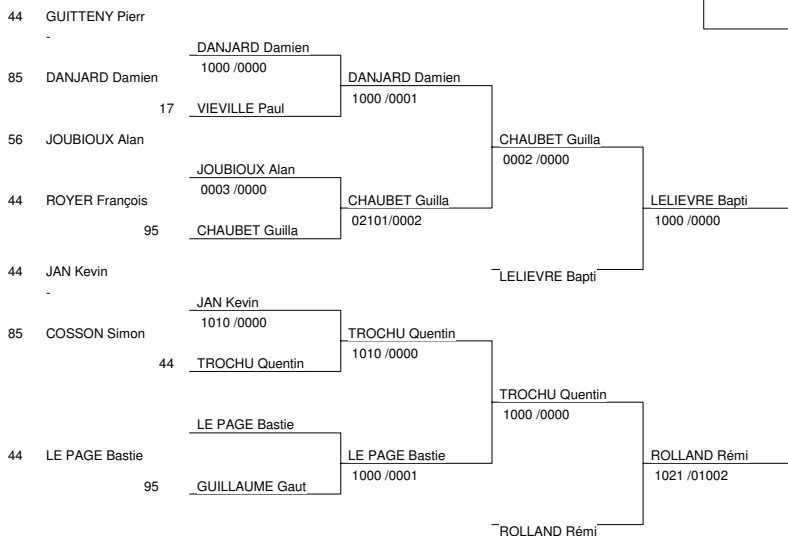 44 GUITTENY Pierr
-
DANJARD Damien
1000 /0000
85 DANJARD Damien
DANJARD Damien
1000 /0001
17 VIEVILLE Paul
56 JOUBIOUX Alan
CHAUBET Guilla
0002 /0000
JOUBIOUX Alan
0003 /0000
44 ROYER François
CHAUBET Guilla
02101/0002
LELIEVRE Bapti
1000 /0000
95 CHAUBET Guilla
44 JAN Kevin
-
LELIEVRE Bapti
JAN Kevin
1010 /0000
85 COSSON Simon
TROCHU Quentin
1010 /0000
44 TROCHU Quentin
TROCHU Quentin
1000 /0000
LE PAGE Bastie
44 LE PAGE Bastie
LE PAGE Bastie
1000 /0001
ROLLAND Rémi
1021 /01002
95 GUILLAUME Gaut
ROLLAND Rémi